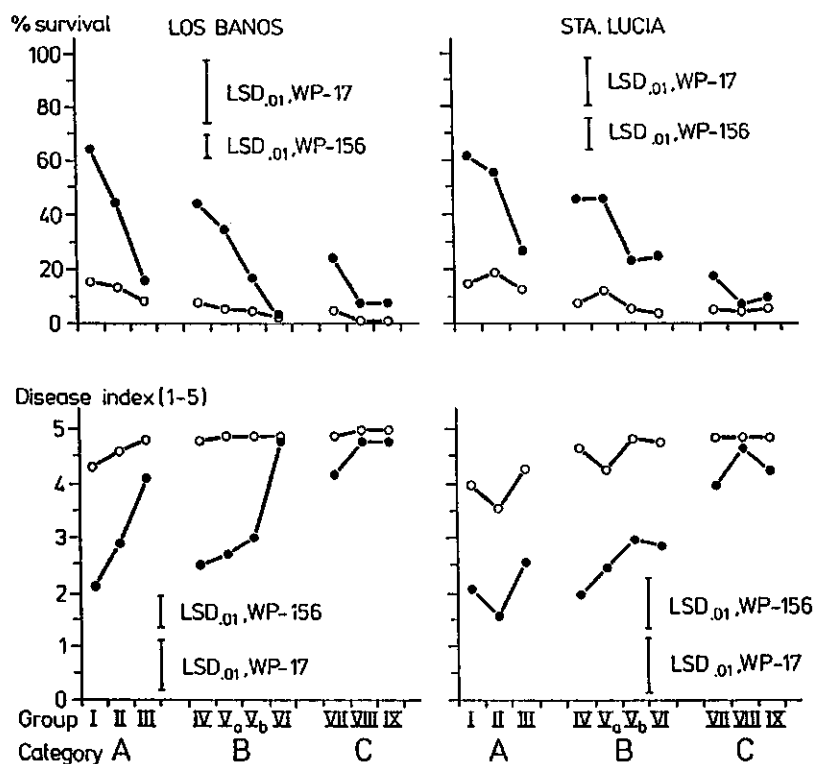 % survival LOS BANOS STA. LUCIA
100
80
60
40
20
0
LSD.01, WP-17
LSD.01, WP-156
LSD.01, WP-17
LSD.01, WP-156
Disease index (1-5)
5
4
3
2
1
0
LSD.01, WP-156
LSD.01, WP-17
LSD.01, WP-156
LSD.01, WP-17
Group I II III IV Va Vb VI VII VIII IX I II III IV Va Vb VI VII VIII IX
Category A B C A B C